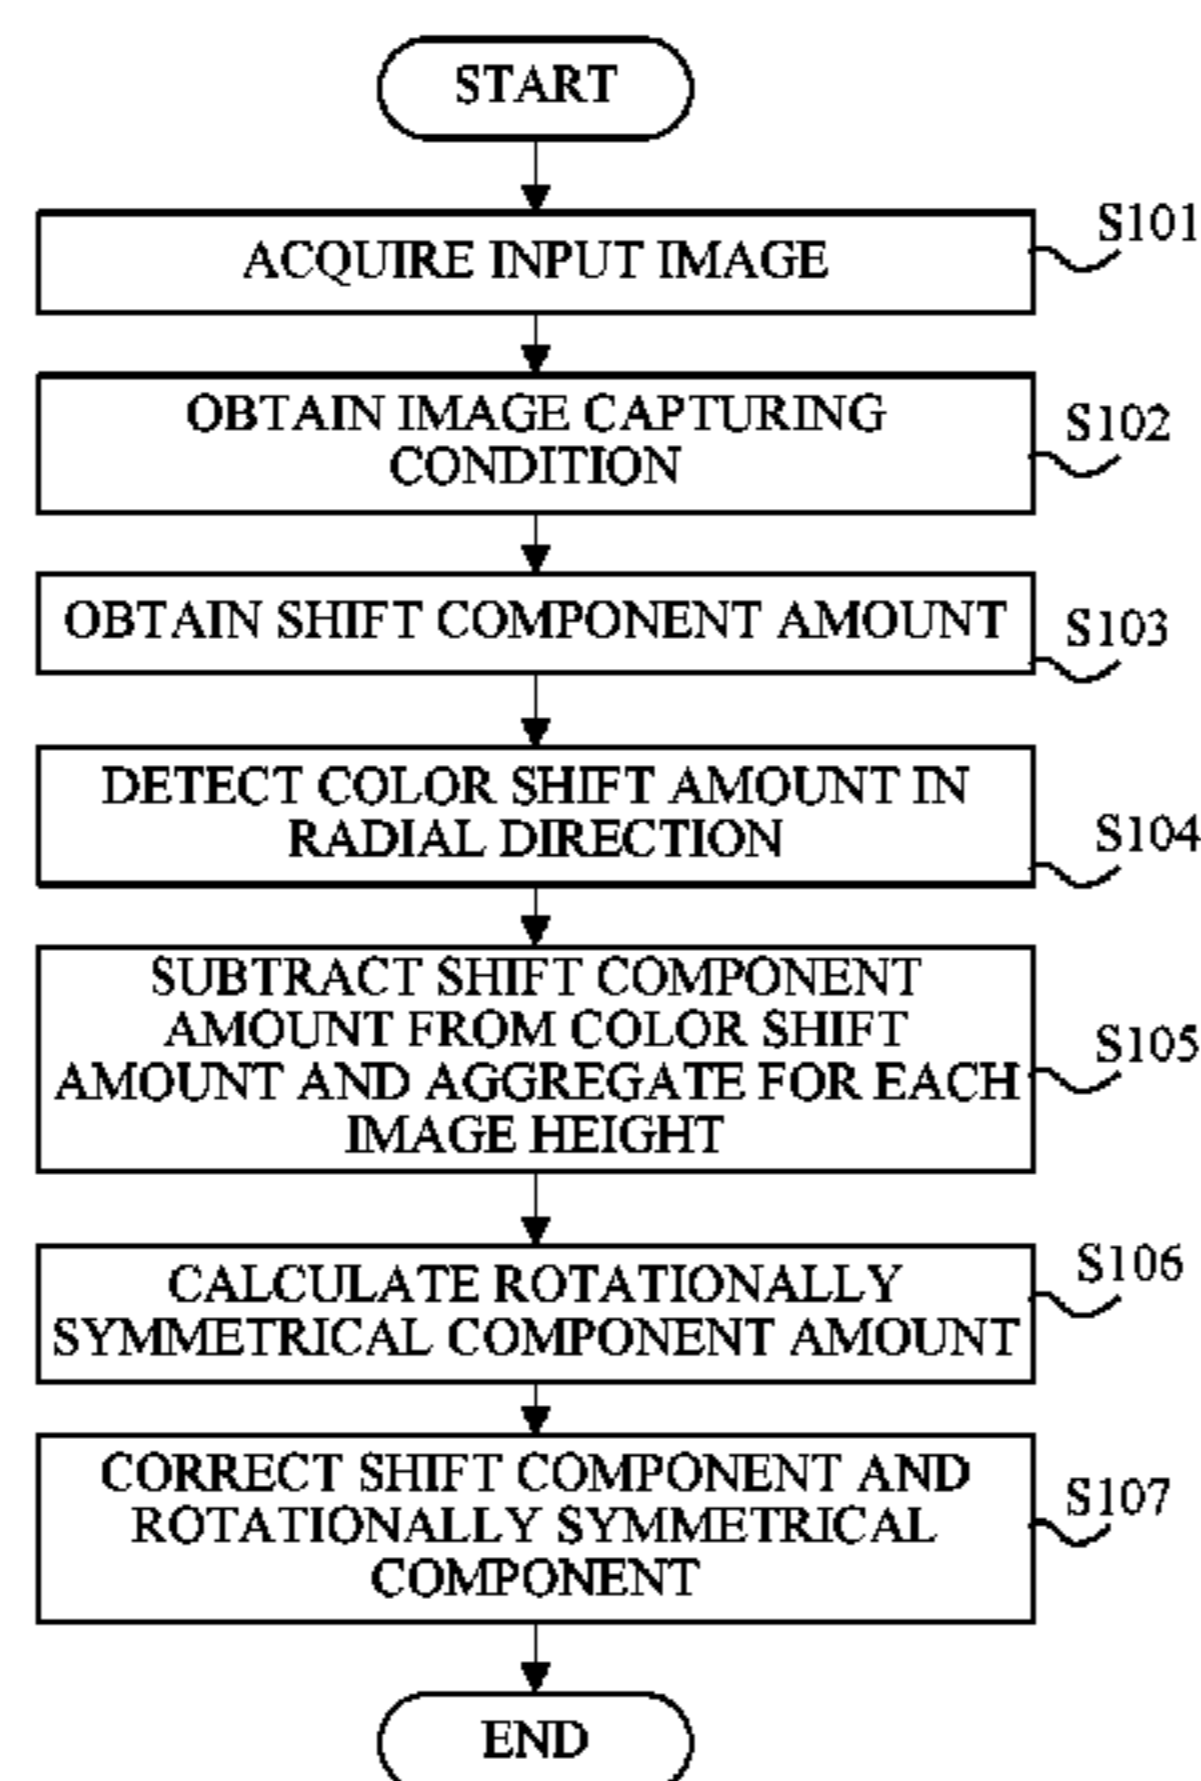 START
S101
ACQUIRE INPUT IMAGE
OBTAIN IMAGE CAPTURING
CONDITION
S102
OBTAIN SHIFT COMPONENT AMOUNT
S103
DETECT COLOR SHIFT AMOUNT IN
RADIAL DIRECTION
S104
SUBTRACT SHIFT COMPONENT
AMOUNT FROM COLOR SHIFT
AMOUNT AND AGGREGATE FOR EACH
IMAGE HEIGHT
S105
CALCULATE ROTATIONALLY
SYMMETRICAL COMPONENT AMOUNT
S106
CORRECT SHIFT COMPONENT AND
ROTATIONALLY SYMMETRICAL
COMPONENT
S107
END